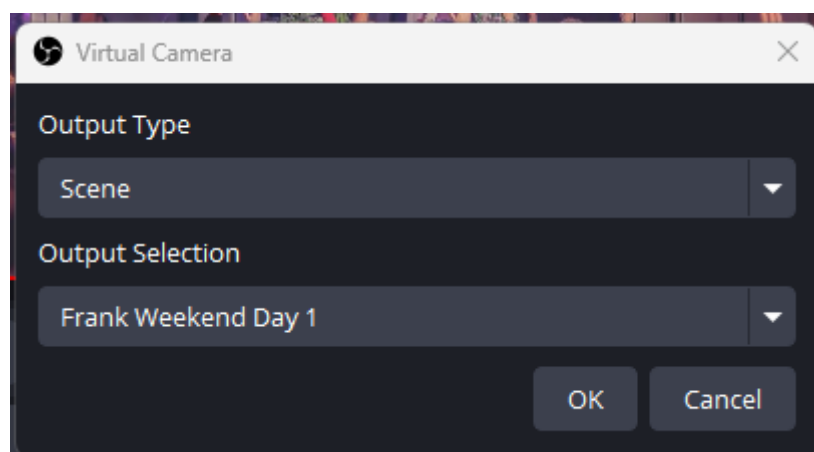 Virtual Camera
Output Type
Scene
Output Selection
Frank Weekend Day 1
OK Cancel